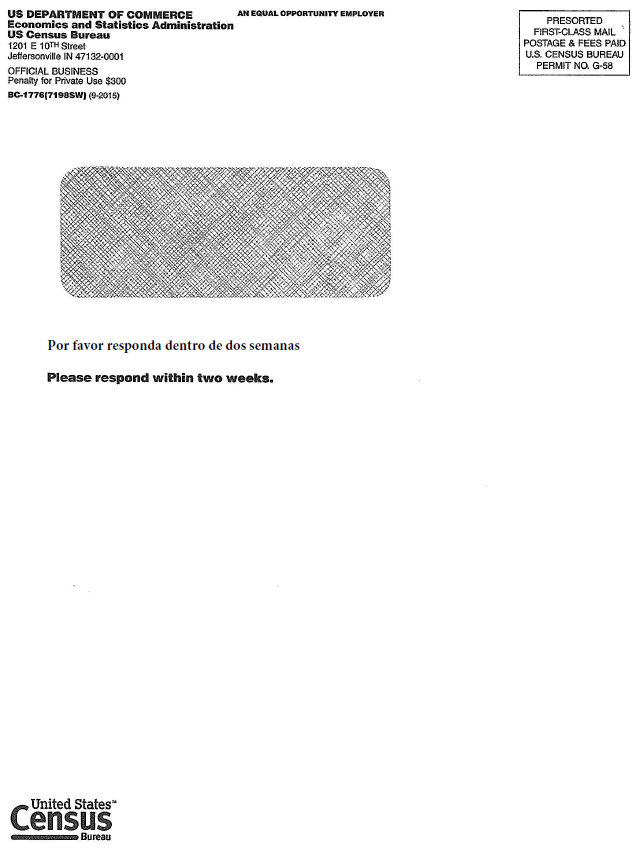 US DEPARTMENT OF COMMERCE
Economics and Statistics Administration
US Census Bureau
1201 E 10TH Street
Jeffersonville IN 47132-0001
OFFICIAL BUSINESS
Penalty for Private Use $300
BC-1776(7198SW) (9-2015)
AN EQUAL OPPORTUNITY EMPLOYER
PRESORTED
FIRST-CLASS MAIL
POSTAGE & FEES PAID
U.S. CENSUS BUREAU
PERMIT NO. G-58
Por favor responda dentro de dos semanas
Please respond within two weeks.
United States™
Census
Bureau